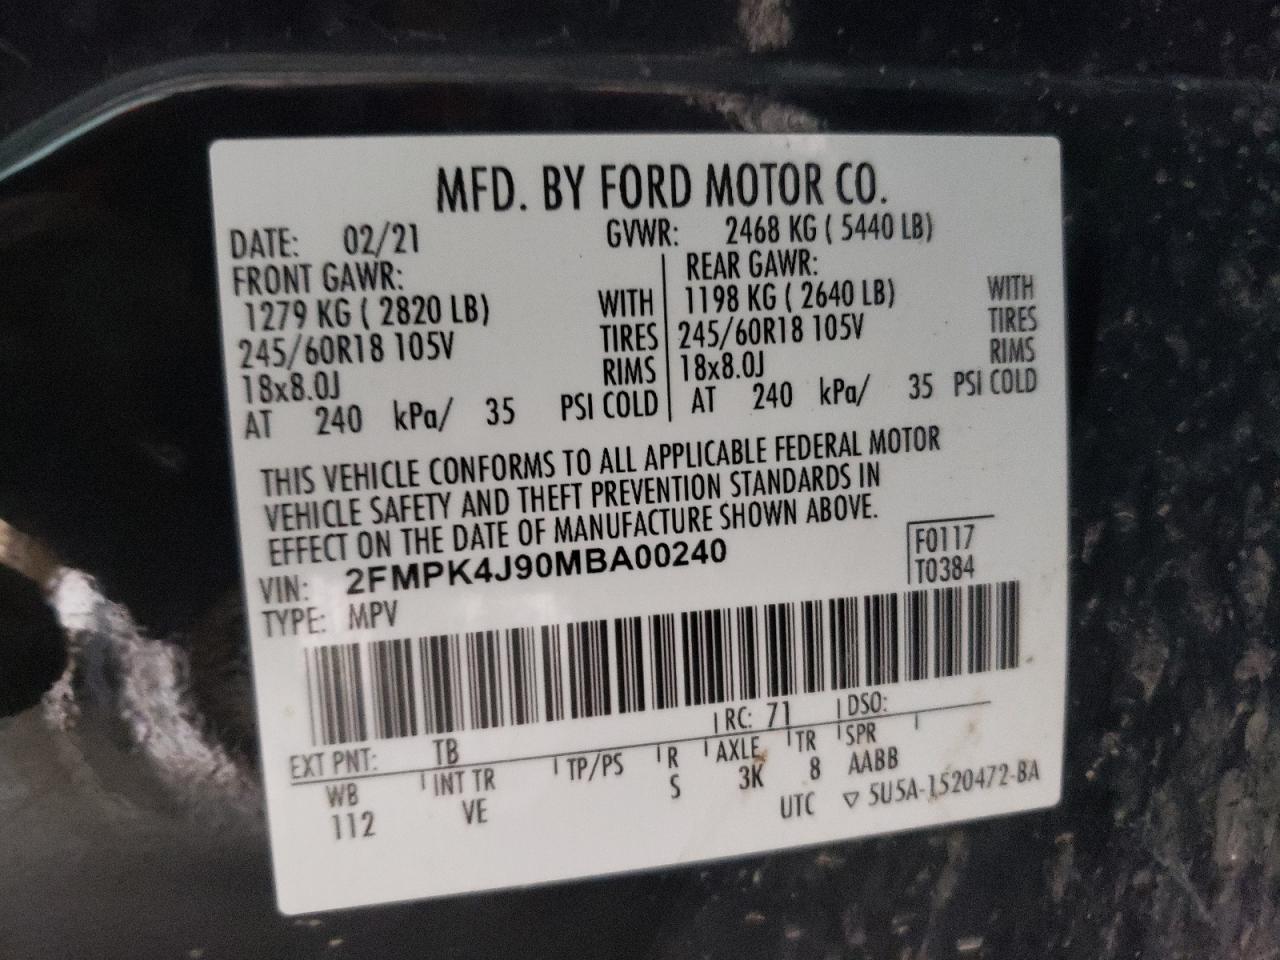 MFD. BY FORD MOTOR CO.
DATE: 02/21 GVWR: 2468 KG ( 5440 LB)
FRONT GAWR: REAR GAWR:
1279 KG ( 2820 LB) WITH 1198 KG ( 2640 LB) WITH
245/60R18 105V TIRES 245/60R18 105V TIRES
18x8.0J RIMS 18x8.0J RIMS
AT 240 kPa/ 35 PSI COLD AT 240 kPa/ 35 PSI COLD
THIS VEHICLE CONFORMS TO ALL APPLICABLE FEDERAL MOTOR
VEHICLE SAFETY AND THEFT PREVENTION STANDARDS IN
EFFECT ON THE DATE OF MANUFACTURE SHOWN ABOVE.
VIN: 2FMPK4J90MBA00240 F0117
TYPE: MPV T0384
EXT PNT: TB RC: 71 DSO:
WB INT TR TP/PS R AXLE TR SPR
112 VE S 3K 8 AABB
UTC ▽ 5U5A-1520472-BA